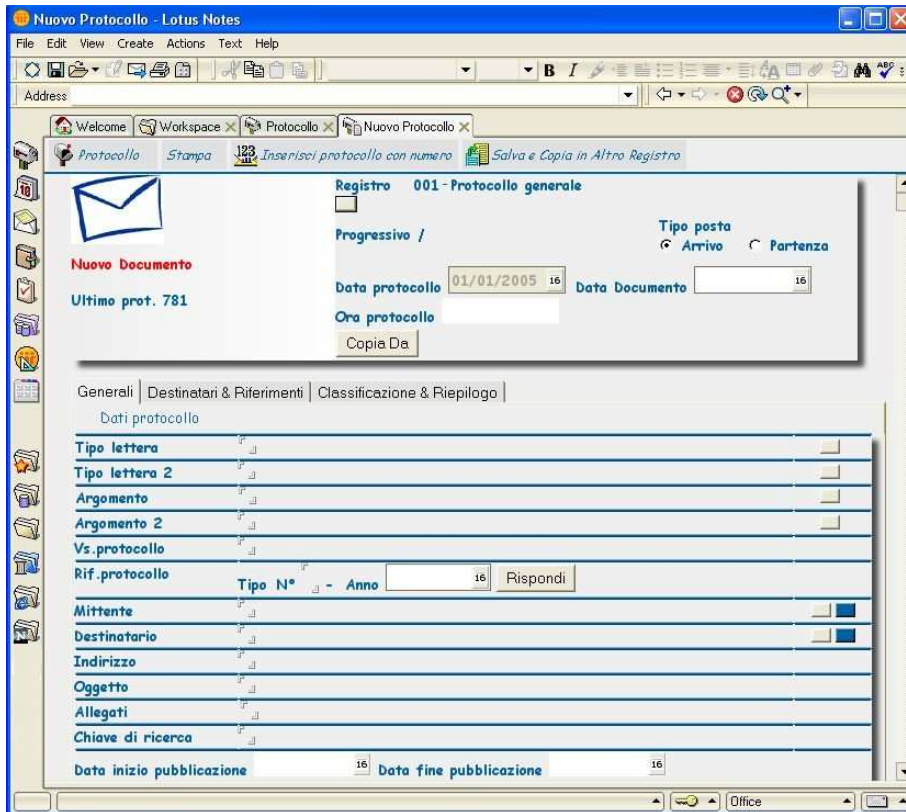 Nuovo Protocollo - Lotus Notes
File Edit View Create Actions Text Help
B I ABC
Address
Welcome Workspace Protocollo Nuovo Protocollo
Protocollo Stampa 123 Inserisci protocollo con numero Salva e Copia in Altro Registro
Registro 001 - Protocollo generale
Progressivo /
Tipo posta
Arrivo Partenza
Nuovo Documento
Ultimo prot. 781
Data protocollo 01/01/2005 16 Data Documento 16
Ora protocollo
Copia Da
Generali Destinatari & Riferimenti Classificazione & Riepilogo
Dati protocollo
Tipo lettera
Tipo lettera 2
Argomento
Argomento 2
Vs.protocollo
Rif.protocollo
Tipo N° - Anno 16 Rispondi
Mittente
Destinatario
Indirizzo
Oggetto
Allegati
Chiave di ricerca
Data inizio pubblicazione 16 Data fine pubblicazione 16
Office